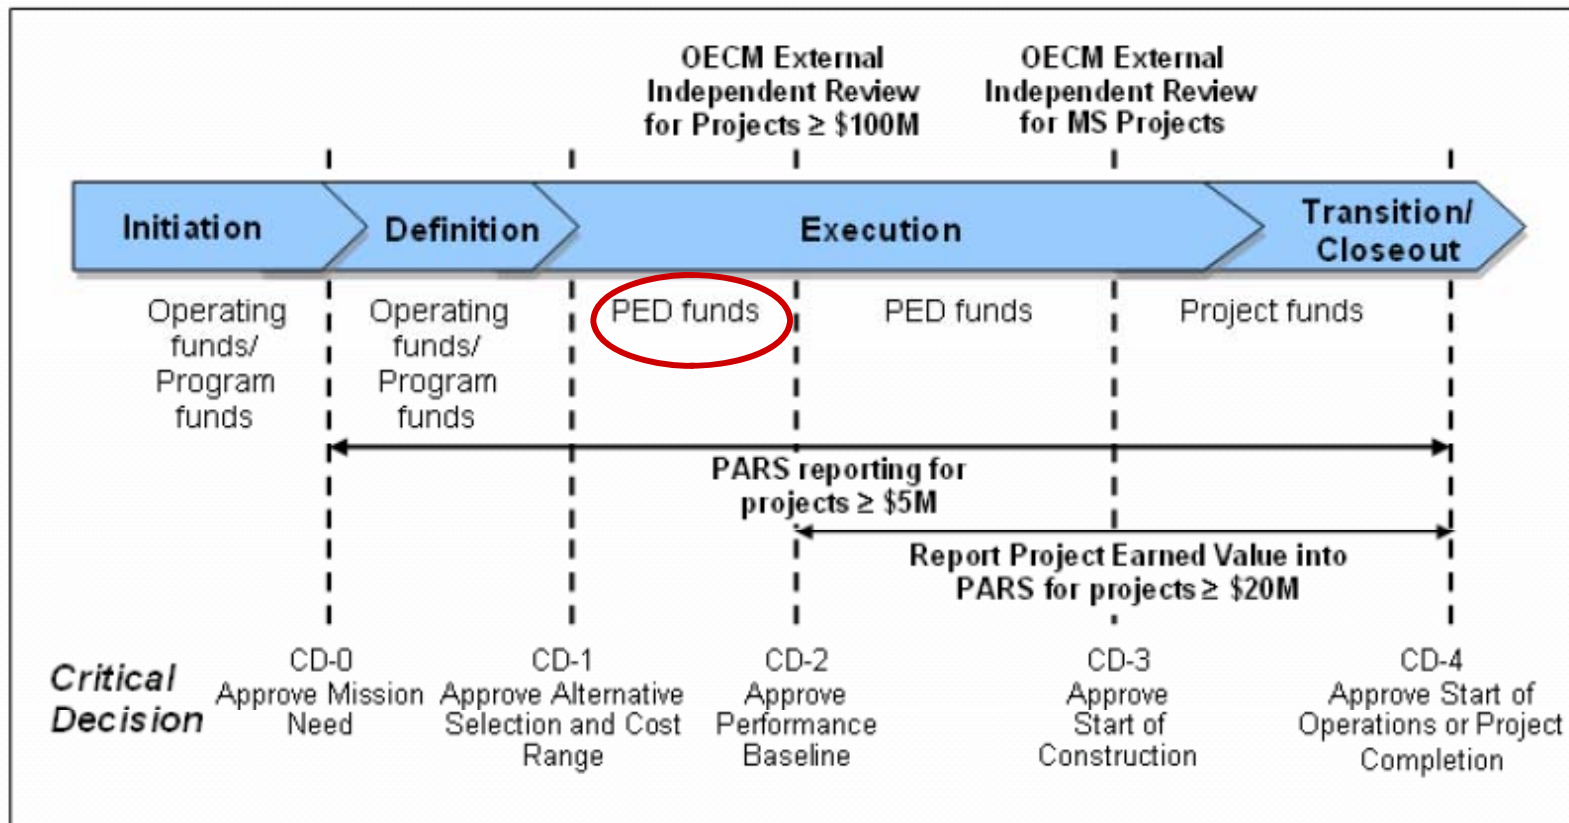 OECM External
Independent Review
for Projects ≥ $100M
OECM External
Independent Review
for MS Projects
Initiation
Definition
Execution
Transition/
Closeout
Operating
funds/
Program
funds
Operating
funds/
Program
funds
PED funds
PED funds
Project funds
PARS reporting for
projects ≥ $5M
Report Project Earned Value into
PARS for projects ≥ $20M
Critical
Decision
CD-0
Approve Mission
Need
CD-1
Approve Alternative
Selection and Cost
Range
CD-2
Approve
Performance
Baseline
CD-3
Approve
Start of
Construction
CD-4
Approve Start of
Operations or Project
Completion